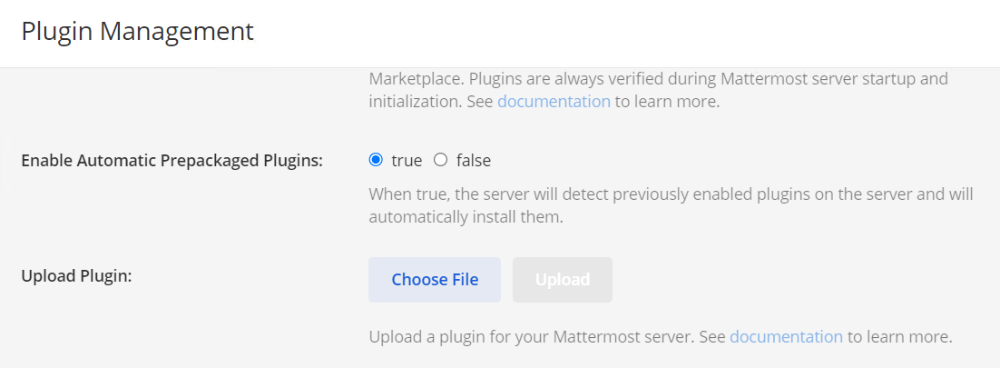 Plugin Management
Marketplace. Plugins are always verified during Mattermost server startup and
initialization. See documentation to learn more.
Enable Automatic Prepackaged Plugins:
true false
When true, the server will detect previously enabled plugins on the server and will
automatically install them.
Upload Plugin:
Choose File Upload
Upload a plugin for your Mattermost server. See documentation to learn more.